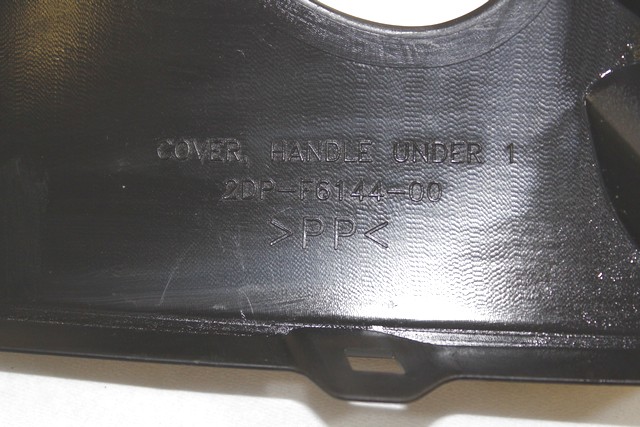 COVER, HANDLE UNDER 1
2DP-F6144-00
>PP<